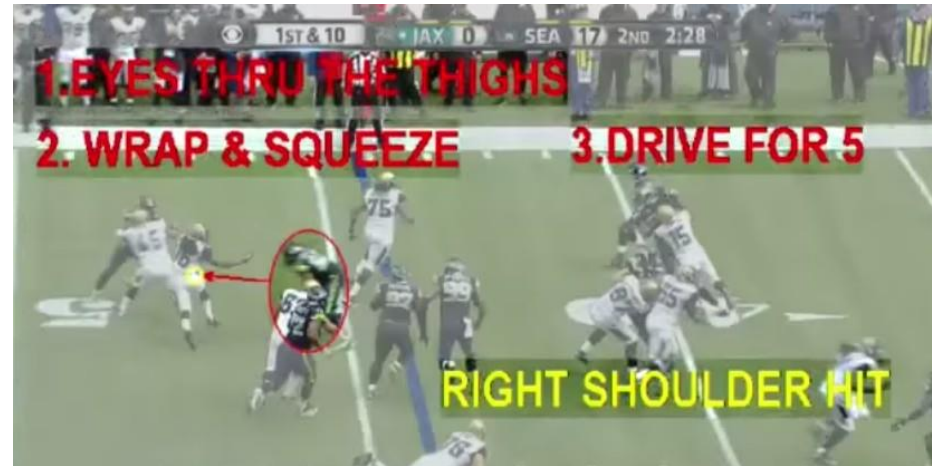 1ST & 10 JAX 0 SEA 17 2ND 2:28
1.EYES THRU THE THIGHS
2. WRAP & SQUEEZE
3.DRIVE FOR 5
75
45
52
97
99
RIGHT SHOULDER HIT